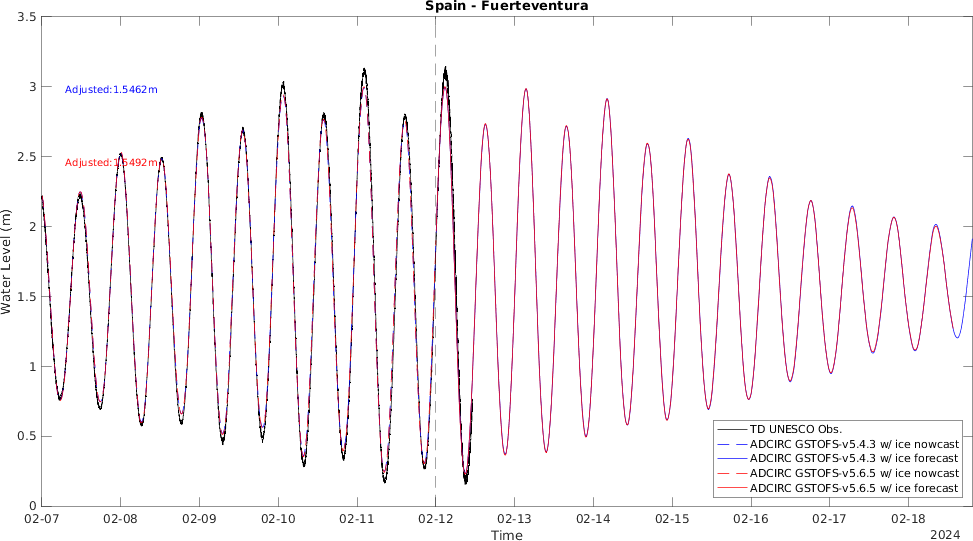 Spain - Fuerteventura
3.5
3
2.5
2
1.5
1
0.5
0
Water Level (m)
Adjusted:1.5462m
Adjusted:1.5492m
TD UNESCO Obs.
ADCIRC GSTOFS-v5.4.3 w/ ice nowcast
ADCIRC GSTOFS-v5.4.3 w/ ice forecast
ADCIRC GSTOFS-v5.6.5 w/ ice nowcast
ADCIRC GSTOFS-v5.6.5 w/ ice forecast
02-07 02-08 02-09 02-10 02-11 02-12 02-13 02-14 02-15 02-16 02-17 02-18
Time
2024